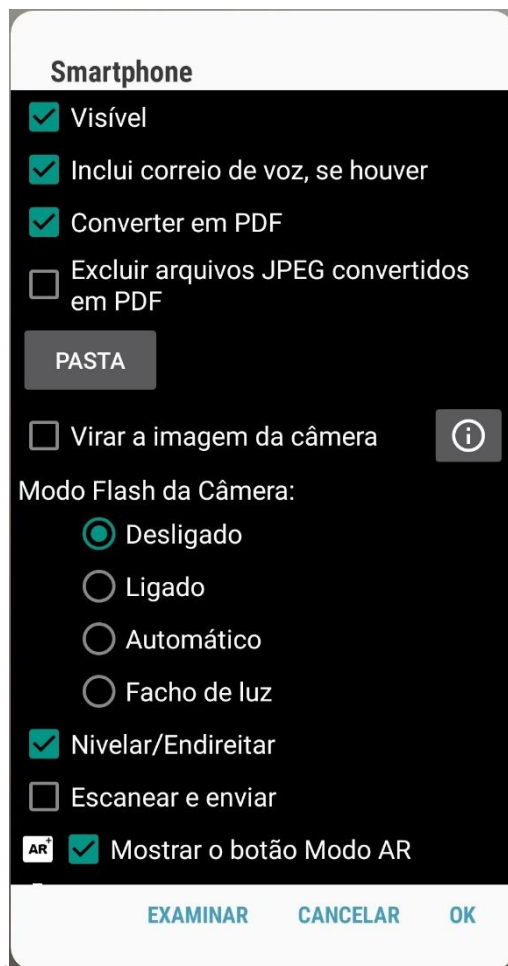 Smartphone
Visível
Inclui correio de voz, se houver
Converter em PDF
Excluir arquivos JPEG convertidos
em PDF
PASTA
Virar a imagem da câmera
Modo Flash da Câmera:
Desligado
Ligado
Automático
Facho de luz
Nivelar/Endireitar
Escanear e enviar
AR+ Mostrar o botão Modo AR
EXAMINAR CANCELAR OK